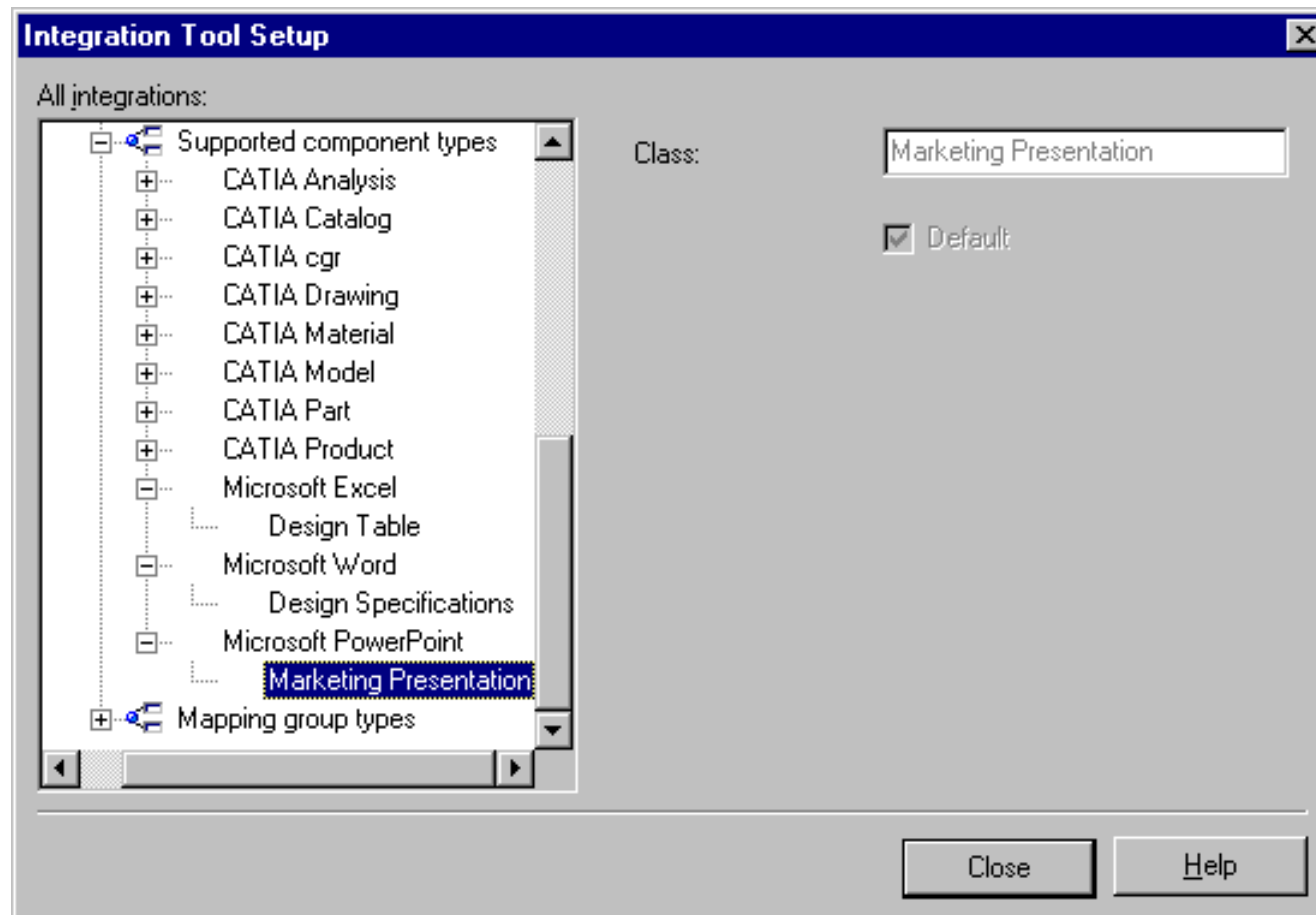 Integration Tool Setup
All integrations:
Supported component types
CATIA Analysis
CATIA Catalog
CATIA cgr
CATIA Drawing
CATIA Material
CATIA Model
CATIA Part
CATIA Product
Microsoft Excel
Design Table
Microsoft Word
Design Specifications
Microsoft PowerPoint
Marketing Presentation
Mapping group types
Class:
Marketing Presentation
Default
Close
Help